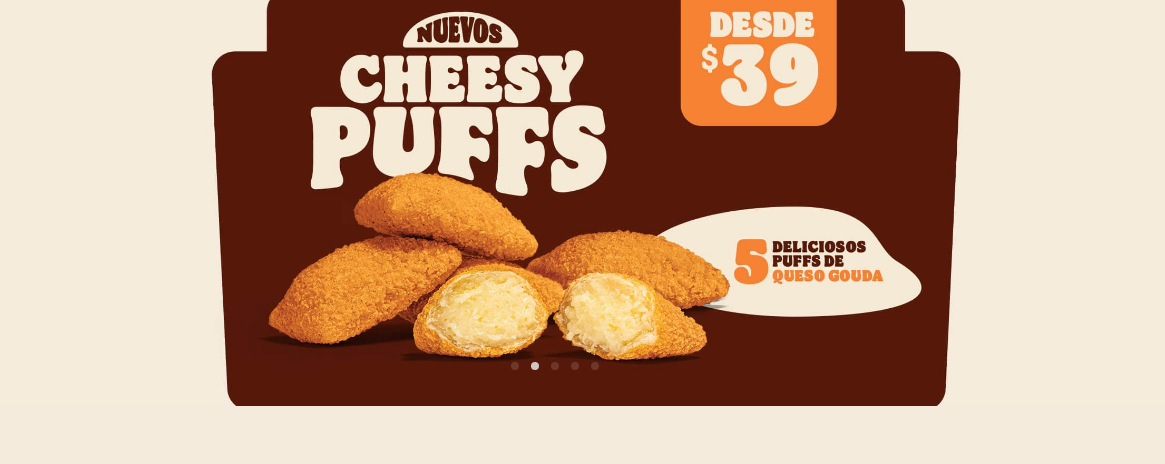 NUEVOS
CHEESY
PUFFS
DESDE
$39
5 DELICIOSOS
PUFFS DE
QUESO GOUDA